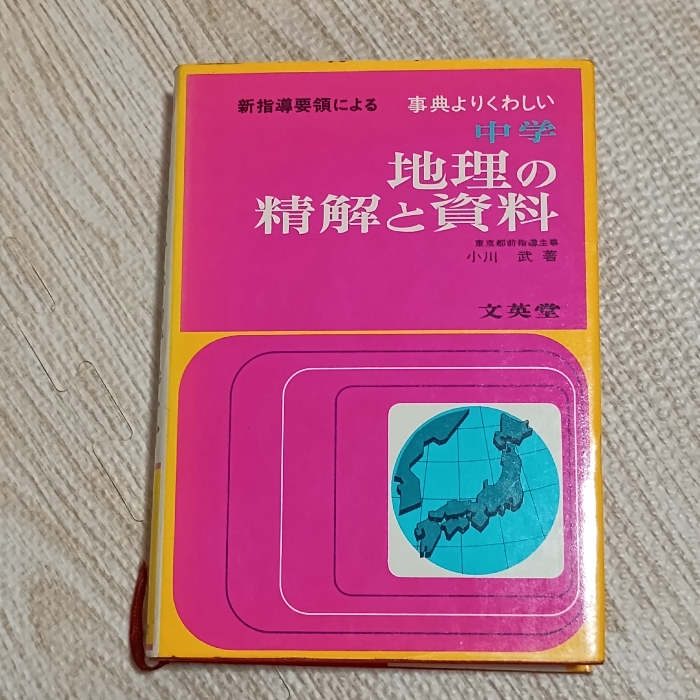 新指導要領による 事典よりくわしい
中学
地理の
精解と資料
東京都前指導主事
小川 武 著
文英堂